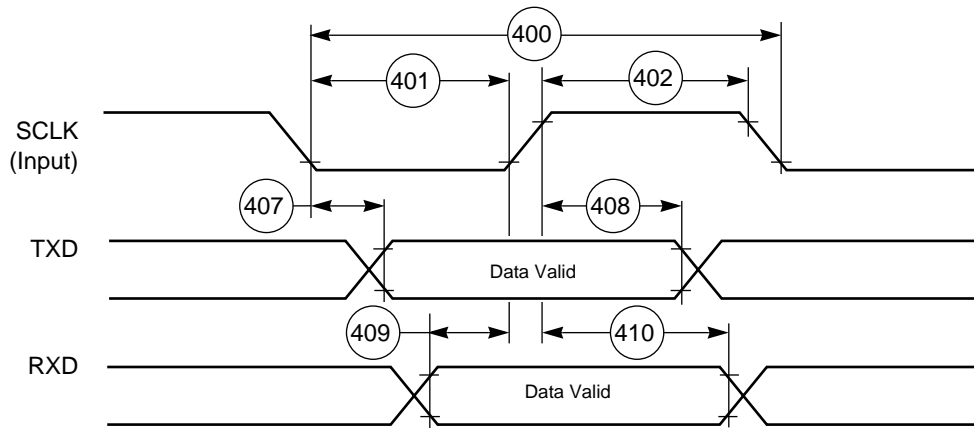 400
401
402
SCLK
(Input)
407
408
TXD
Data Valid
409
410
RXD
Data Valid